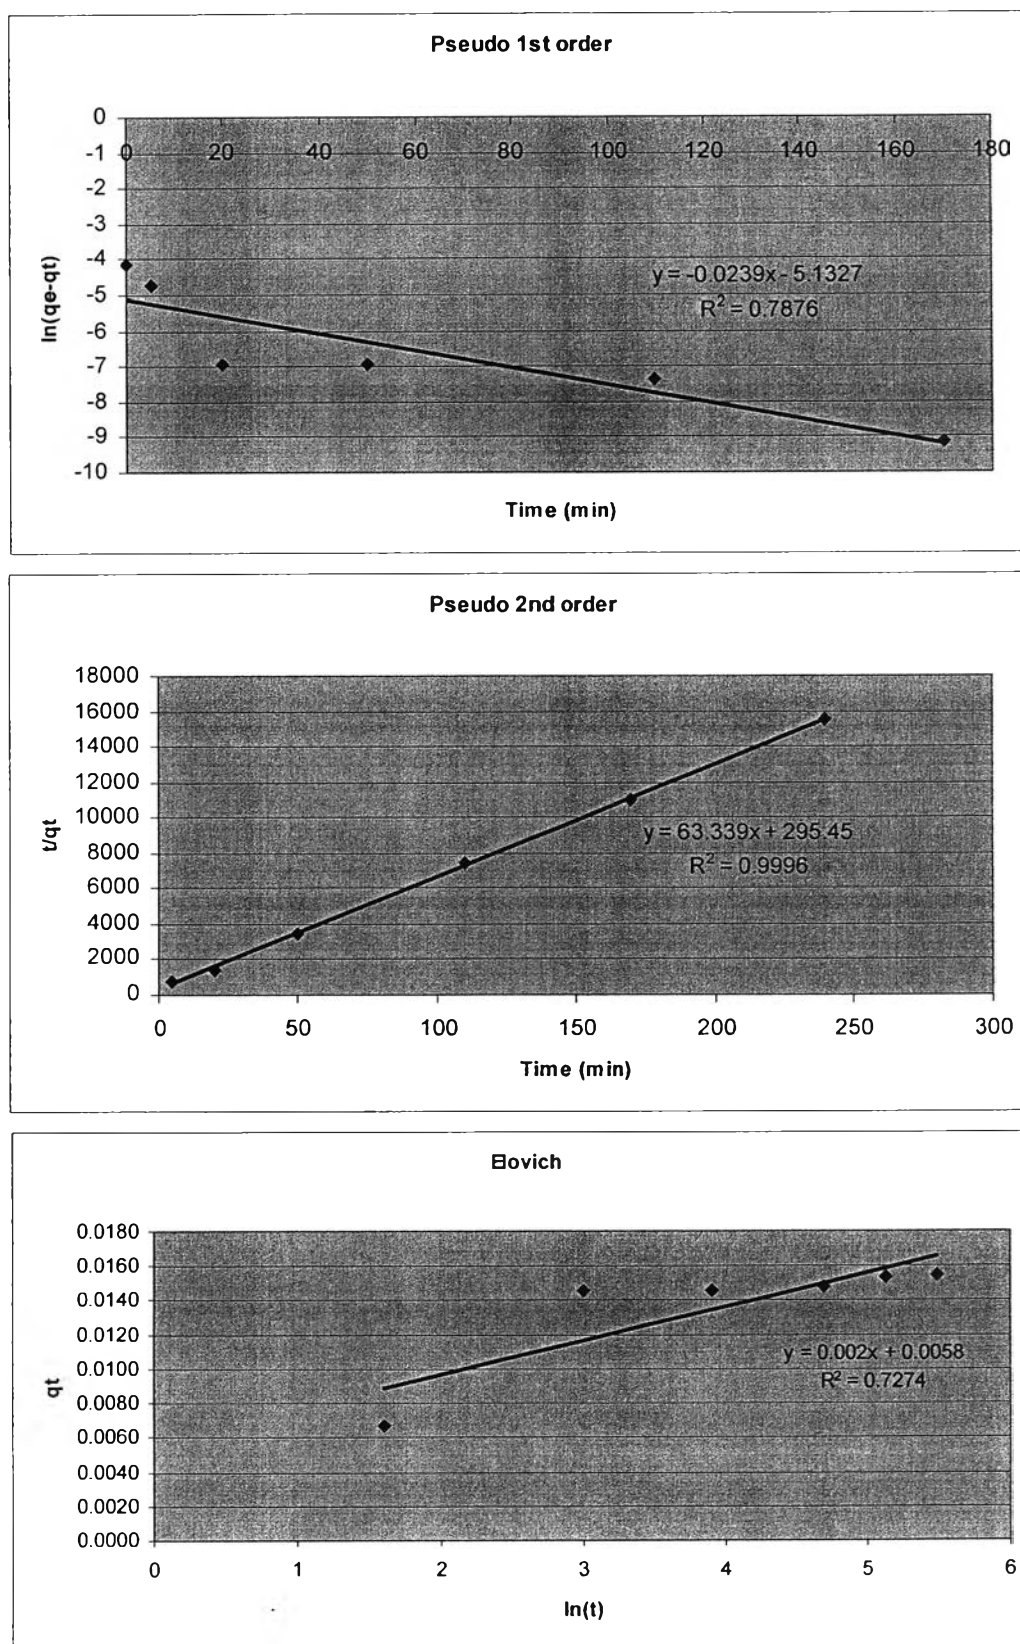 Pseudo 1st order
0
-1
-2
-3
-4
-5
-6
-7
-8
-9
-10
0 20 40 60 80 100 120 140 160 180
ln(qe-qt)
y = -0.0239x - 5.1327
R² = 0.7876
Time (min)
Pseudo 2nd order
18000
16000
14000
12000
10000
8000
6000
4000
2000
0
t/qt
y = 63.339x + 295.45
R² = 0.9996
0 50 100 150 200 250 300
Time (min)
Elovich
0.0180
0.0160
0.0140
0.0120
0.0100
0.0080
0.0060
0.0040
0.0020
0.0000
qt
y = 0.002x + 0.0058
R² = 0.7274
0 1 2 3 4 5 6
ln(t)